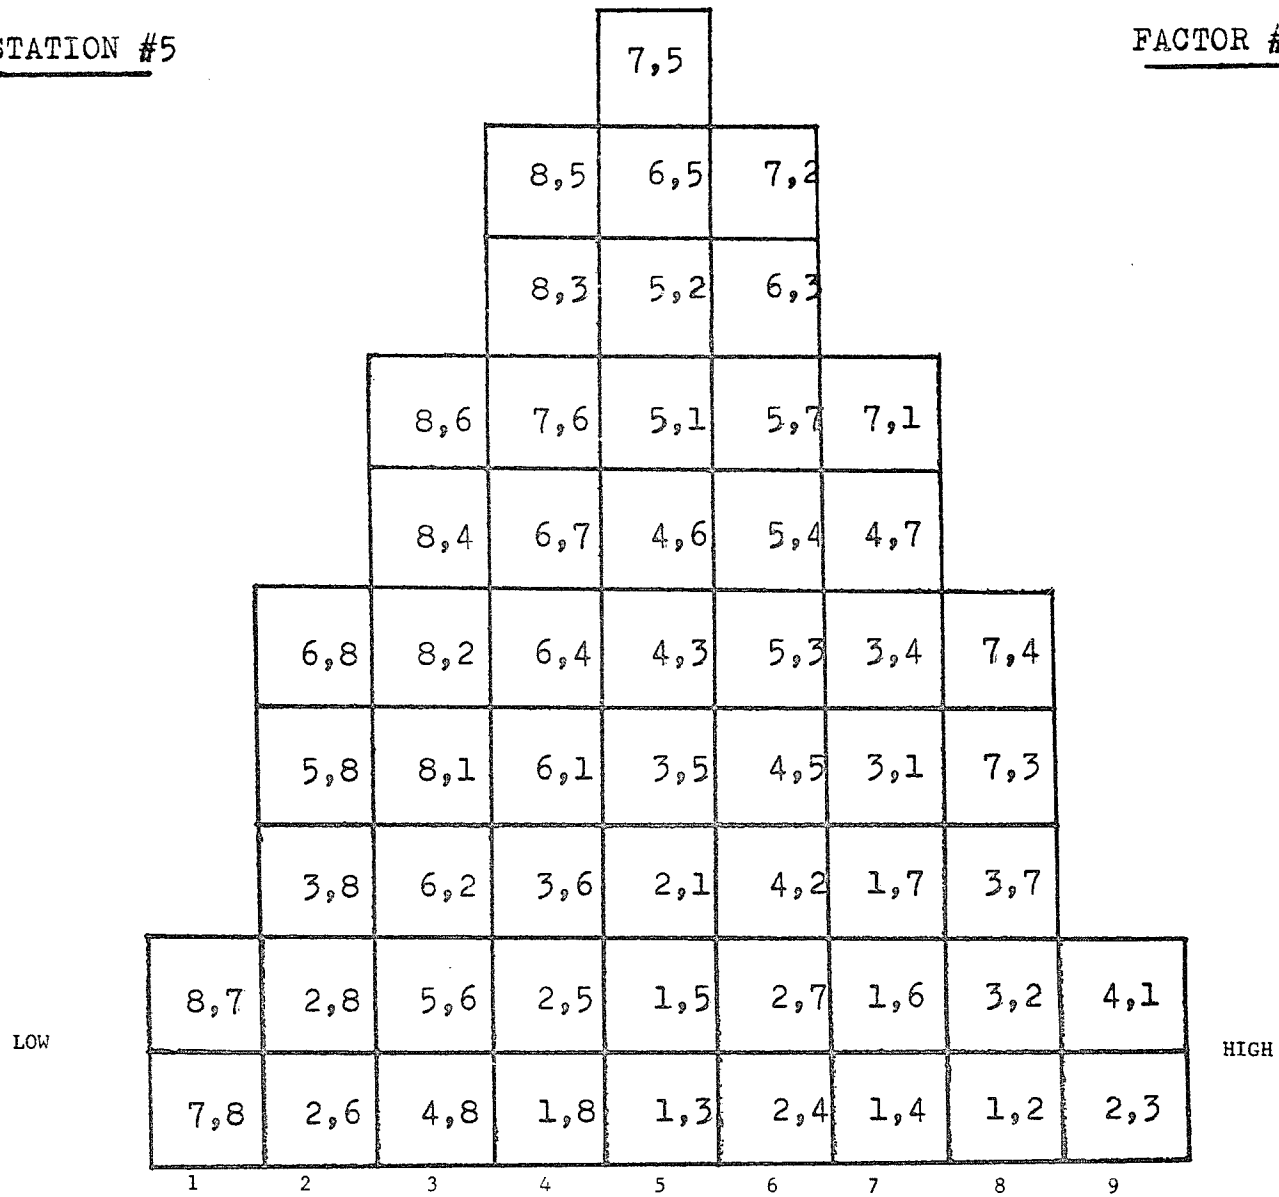 STATION #5
FACTOR #
7,5
8,5 6,5 7,2
8,3 5,2 6,3
8,6 7,6 5,1 5,7 7,1
8,4 6,7 4,6 5,4 4,7
6,8 8,2 6,4 4,3 5,3 3,4 7,4
5,8 8,1 6,1 3,5 4,5 3,1 7,3
3,8 6,2 3,6 2,1 4,2 1,7 3,7
8,7 2,8 5,6 2,5 1,5 2,7 1,6 3,2 4,1
LOW HIGH
7,8 2,6 4,8 1,8 1,3 2,4 1,4 1,2 2,3
1 2 3 4 5 6 7 8 9